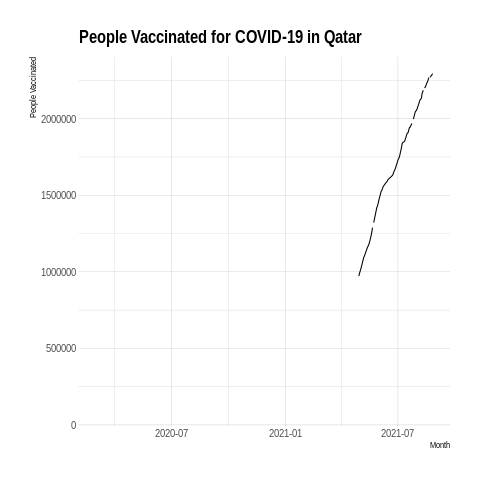 People Vaccinated for COVID-19 in Qatar
People Vaccinated
2000000
1500000
1000000
500000
0
2020-07 2021-01 2021-07
Month